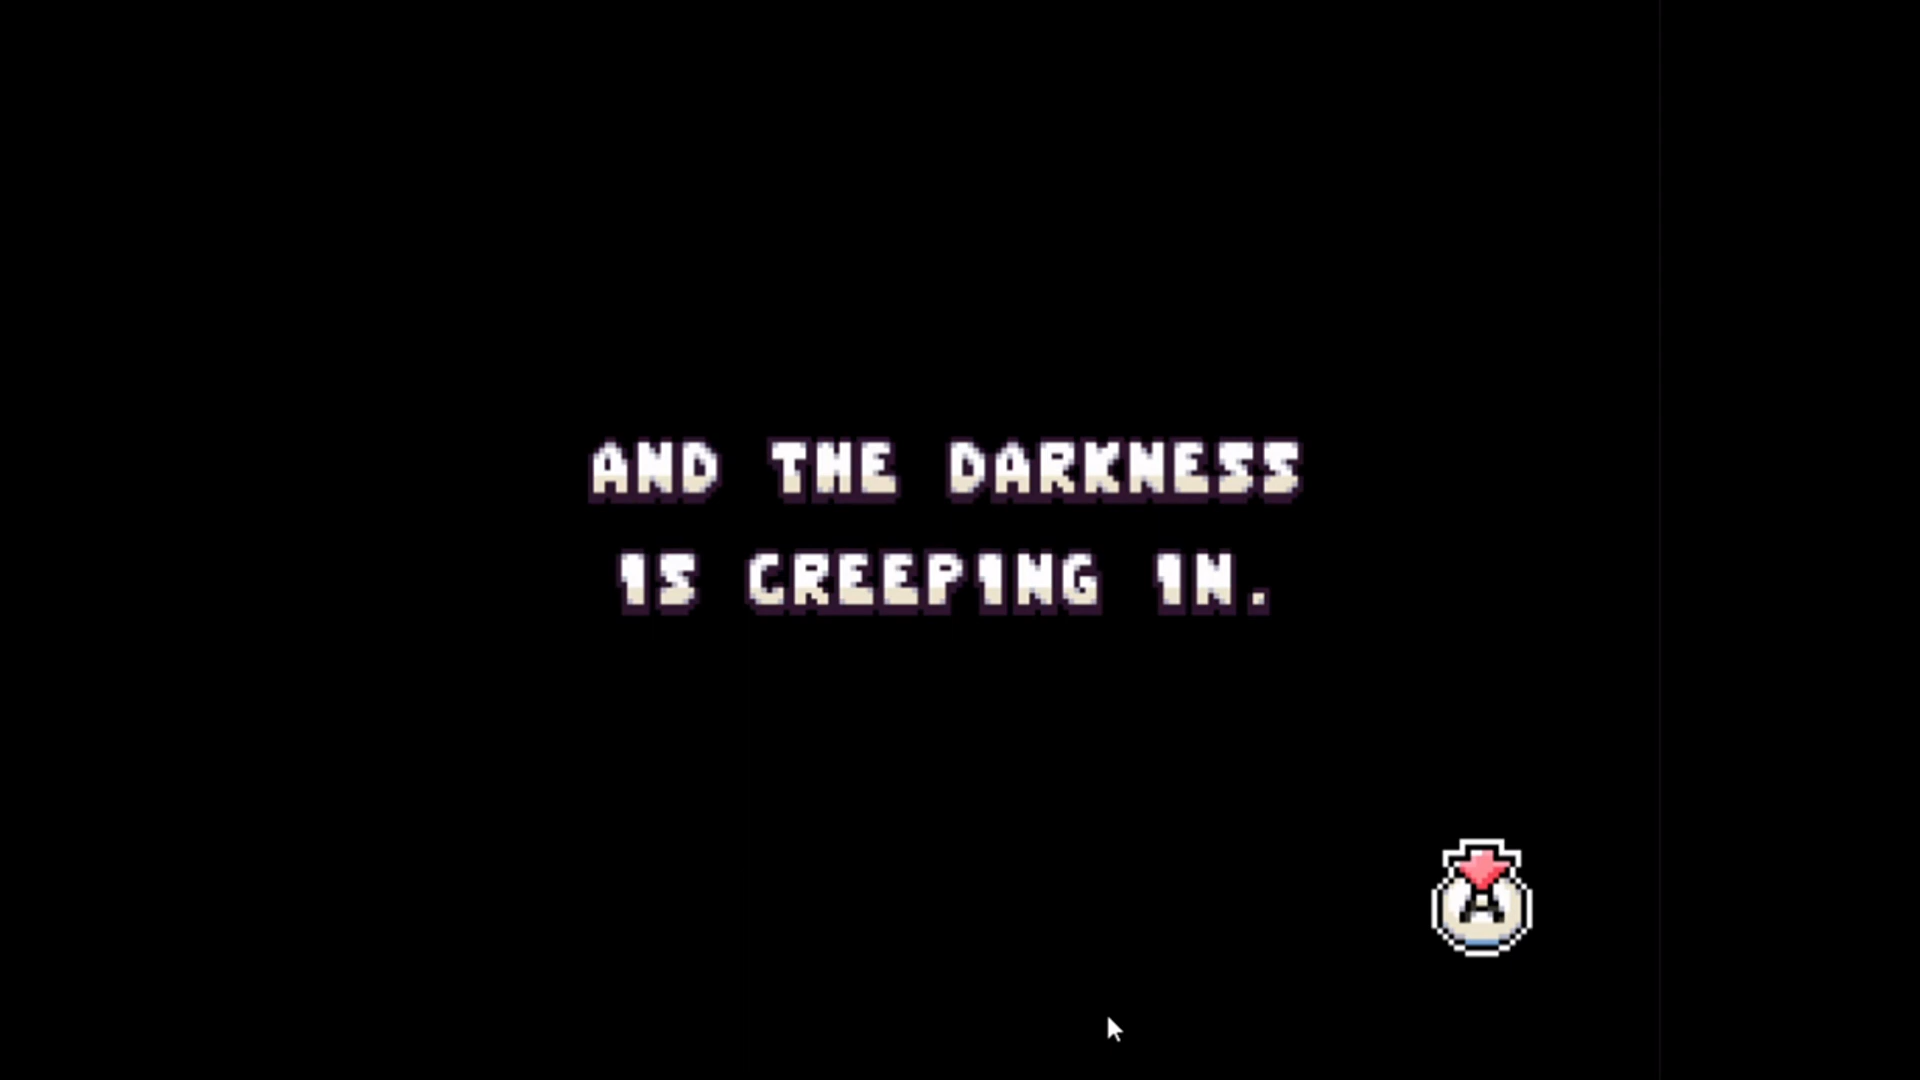 AND THE DARKNESS
IS CREEPING IN.
A